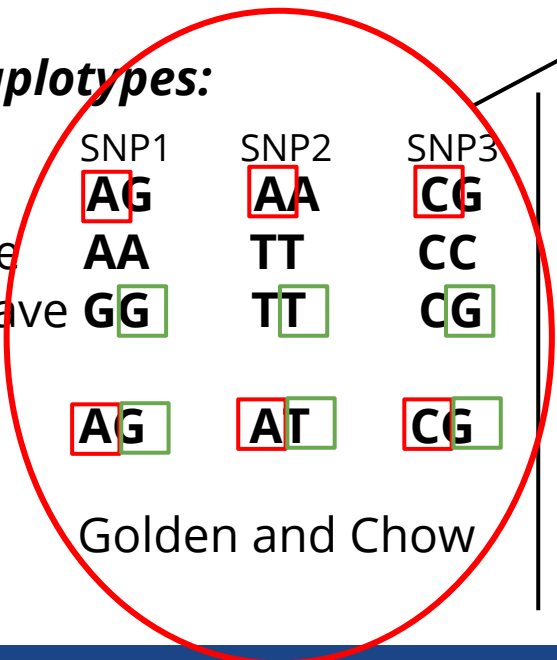 plotypes:
SNP1 SNP2 SNP3
AG AA CG
e AA TT CC
ave GG TT CG
AG AT CG
Golden and Chow